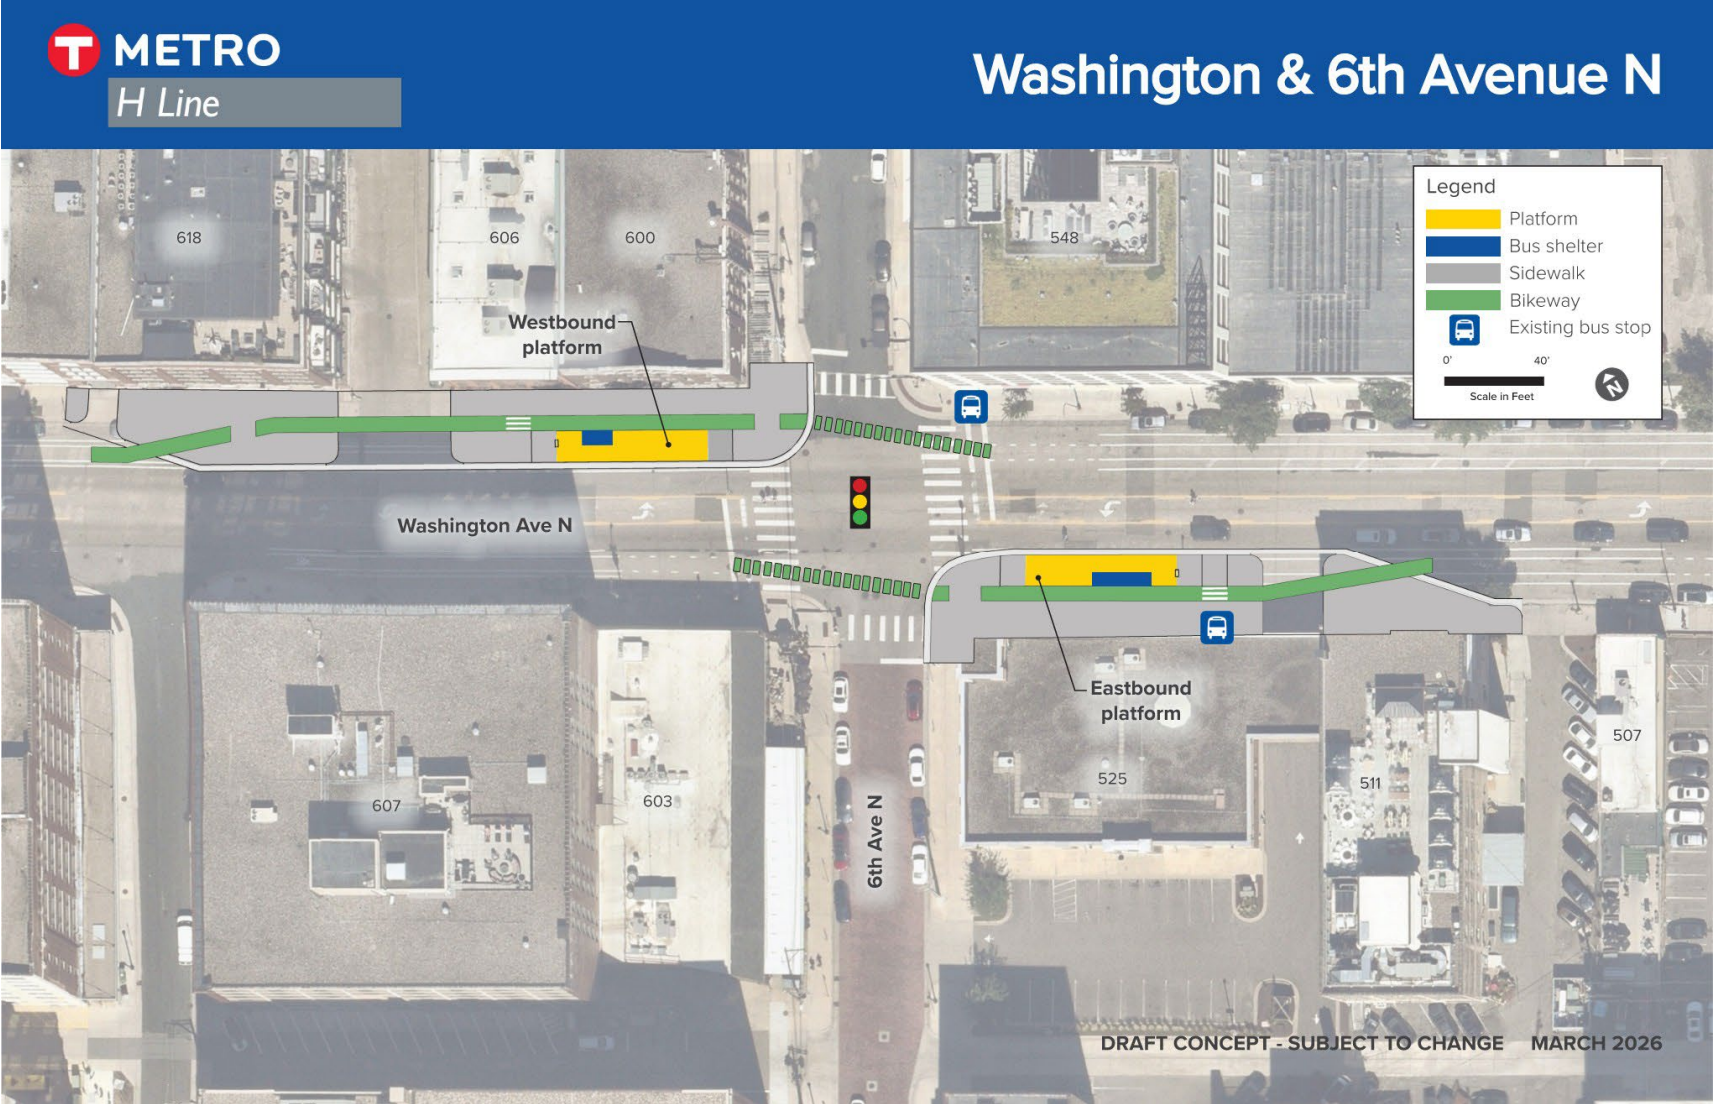 T METRO
H Line
Washington & 6th Avenue N
Legend
Platform
Bus shelter
Sidewalk
Bikeway
Existing bus stop
0' 40'
Scale in Feet
N
618
606
600
548
Westbound
platform
Washington Ave N
Eastbound
platform
607
603
6th Ave N
525
511
507
DRAFT CONCEPT - SUBJECT TO CHANGE MARCH 2026